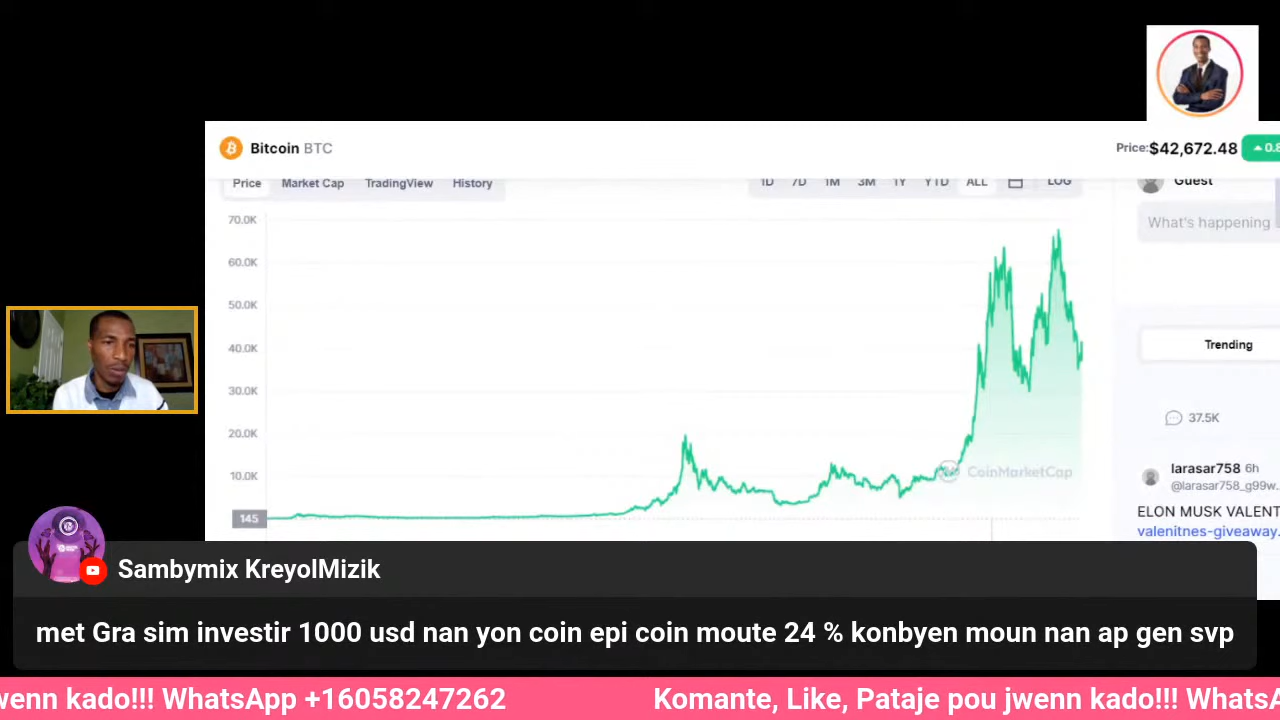 Bitcoin BTC
Price:$42,672.48
Price Market Cap TradingView History
1D 7D 1M 3M 1Y YTD ALL LOG
Guest
70.0K
What's happening
60.0K
50.0K
40.0K
Trending
30.0K
37.5K
20.0K
10.0K
CoinMarketCap
larasar758 6h
@larasar758_g99w...
145
ELON MUSK VALENT
valenitnes-giveaway.
Sambymix KreyolMizik
met Gra sim investir 1000 usd nan yon coin epi coin moute 24 % konbyen moun nan ap gen svp
wenn kado!!! WhatsApp +16058247262 Komante, Like, Pataje pou jwenn kado!!! WhatsA